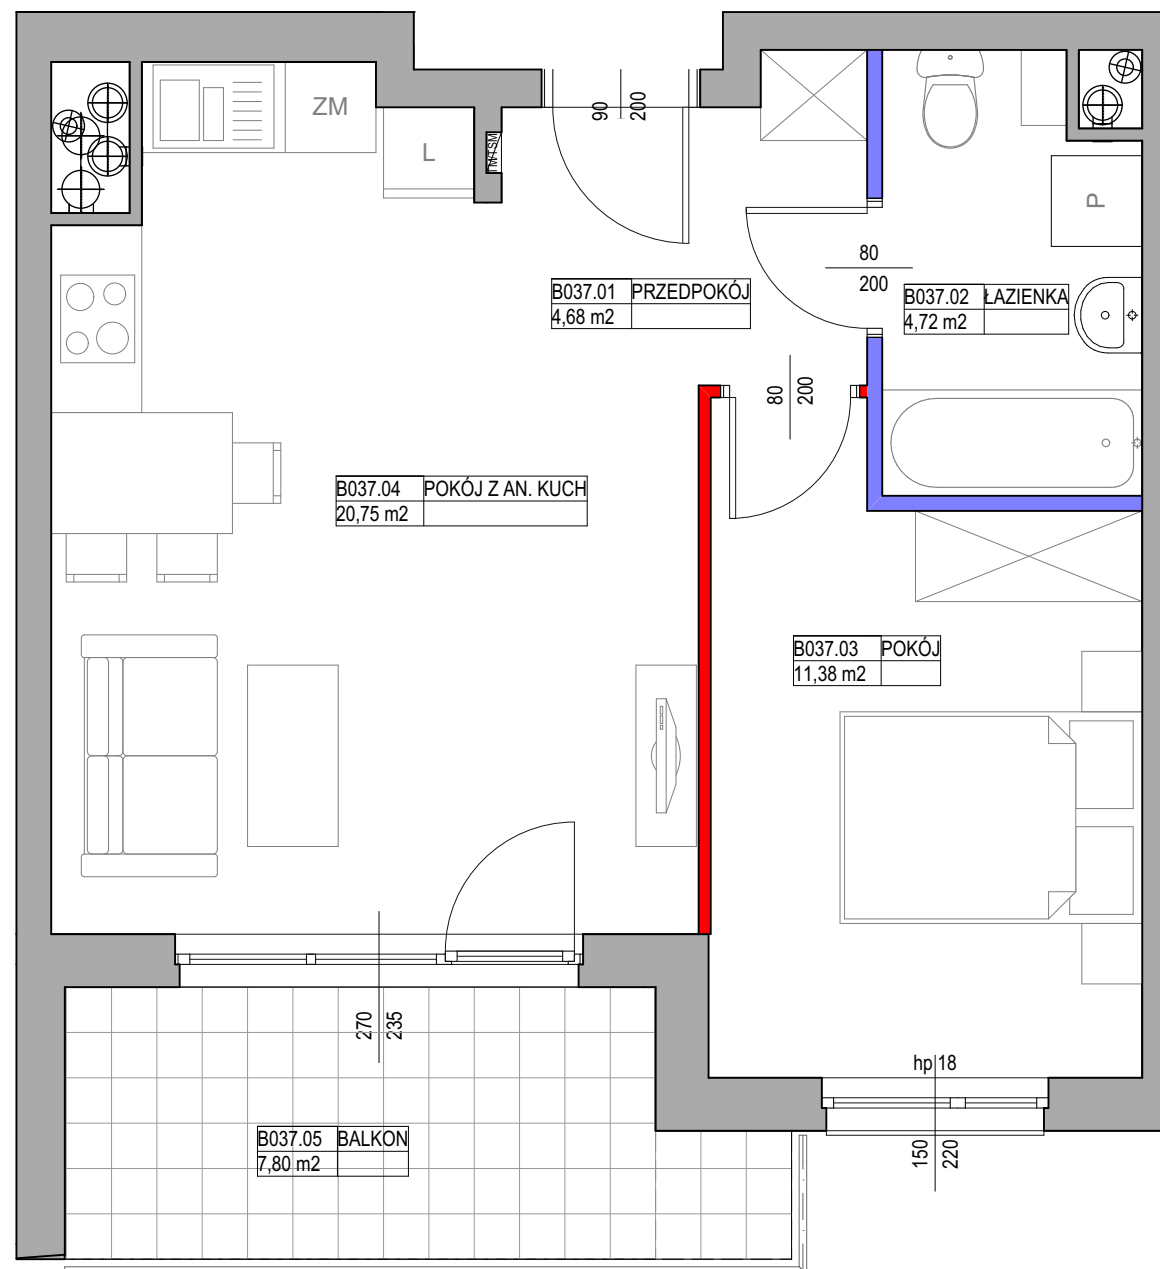 ZM
L
TM/TSM
90
200
P
80
200
B037.01 PRZEDPOKÓJ
4,68 m2
B037.02 ŁAZIENKA
4,72 m2
80
200
B037.04 POKÓJ Z AN. KUCH
20,75 m2
B037.03 POKÓJ
11,38 m2
270
235
hp 18
B037.05 BALKON
7,80 m2
150
220